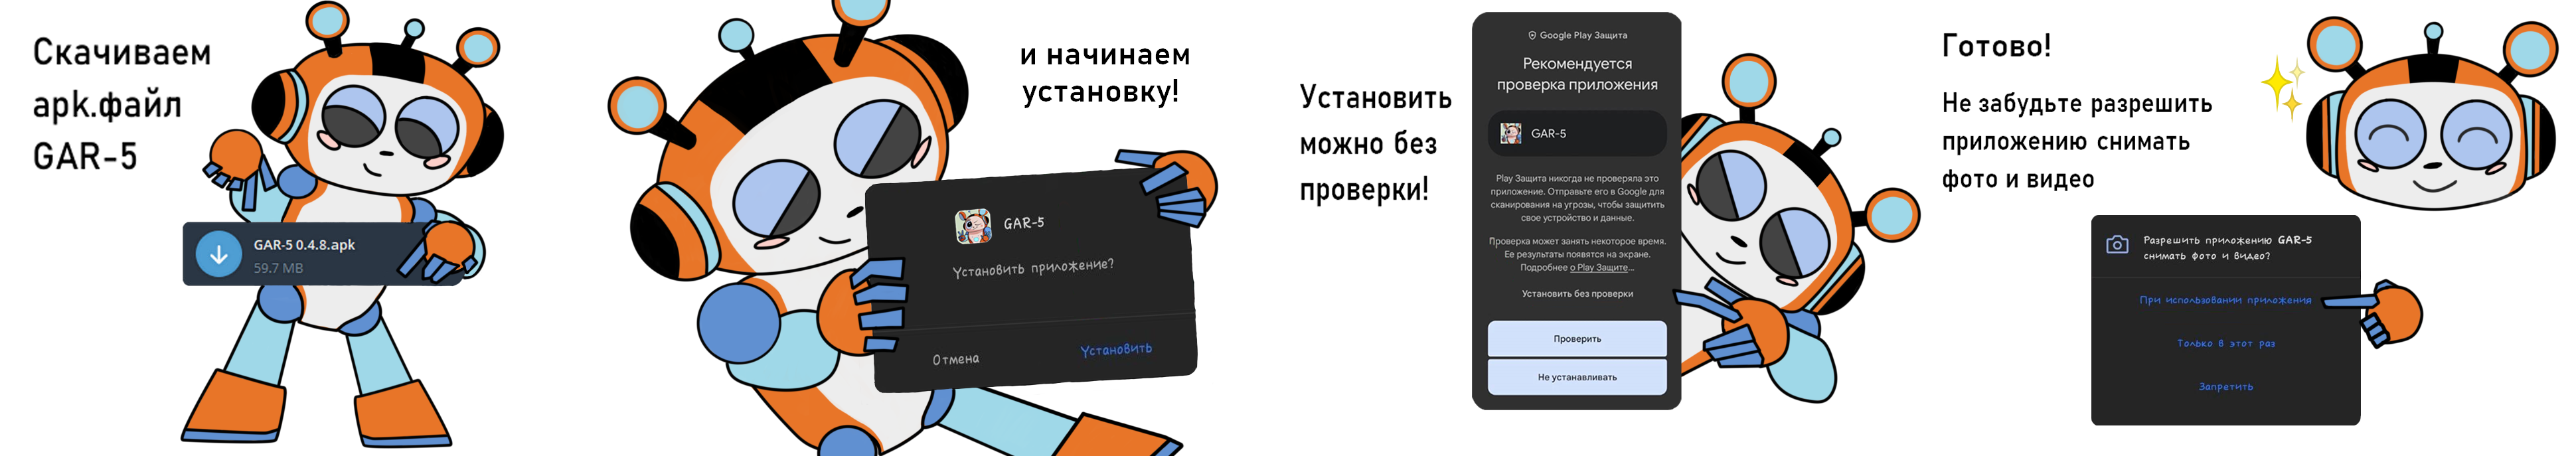 Скачиваем
apk.файл
GAR-5
GAR-5 0.4.8.apk
59.7 MB
и начинаем
установку!
GAR-5
Установить приложение?
Отмена
Установить
Установить
можно без
проверки!
Google Play Защита
Рекомендуется
проверка приложения
GAR-5
Play Защита никогда не проверяла это
приложение. Отправьте его в Google для
сканирования на угрозы, чтобы защитить
свое устройство и данные.
Проверка может занять некоторое время.
Ее результаты появятся на экране.
Подробнее о Play Защите...
Установить без проверки
Проверить
Не устанавливать
Готово!
Не забудьте разрешить
приложению снимать
фото и видео
Разрешить приложению GAR-5
снимать фото и видео?
При использовании приложения
Только в этот раз
Запретить